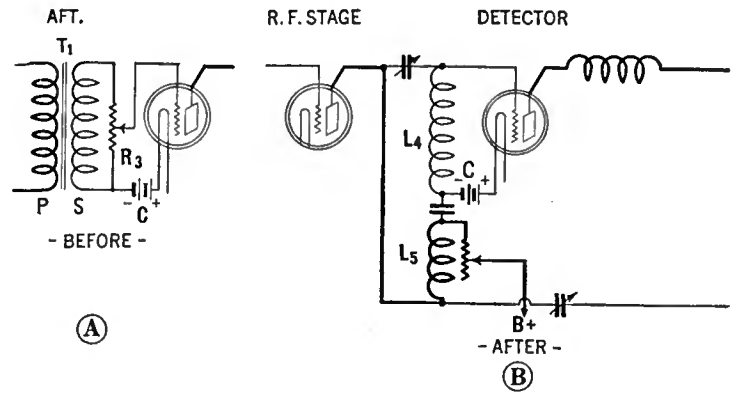 AFT.
R.F. STAGE
DETECTOR
T1
R3
P S
- C +
- BEFORE -
A
L4
- C +
L5
B+
- AFTER -
B